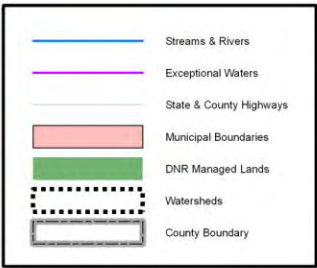 Streams & Rivers
Exceptional Waters
State & County Highways
Municipal Boundaries
DNR Managed Lands
Watersheds
County Boundary